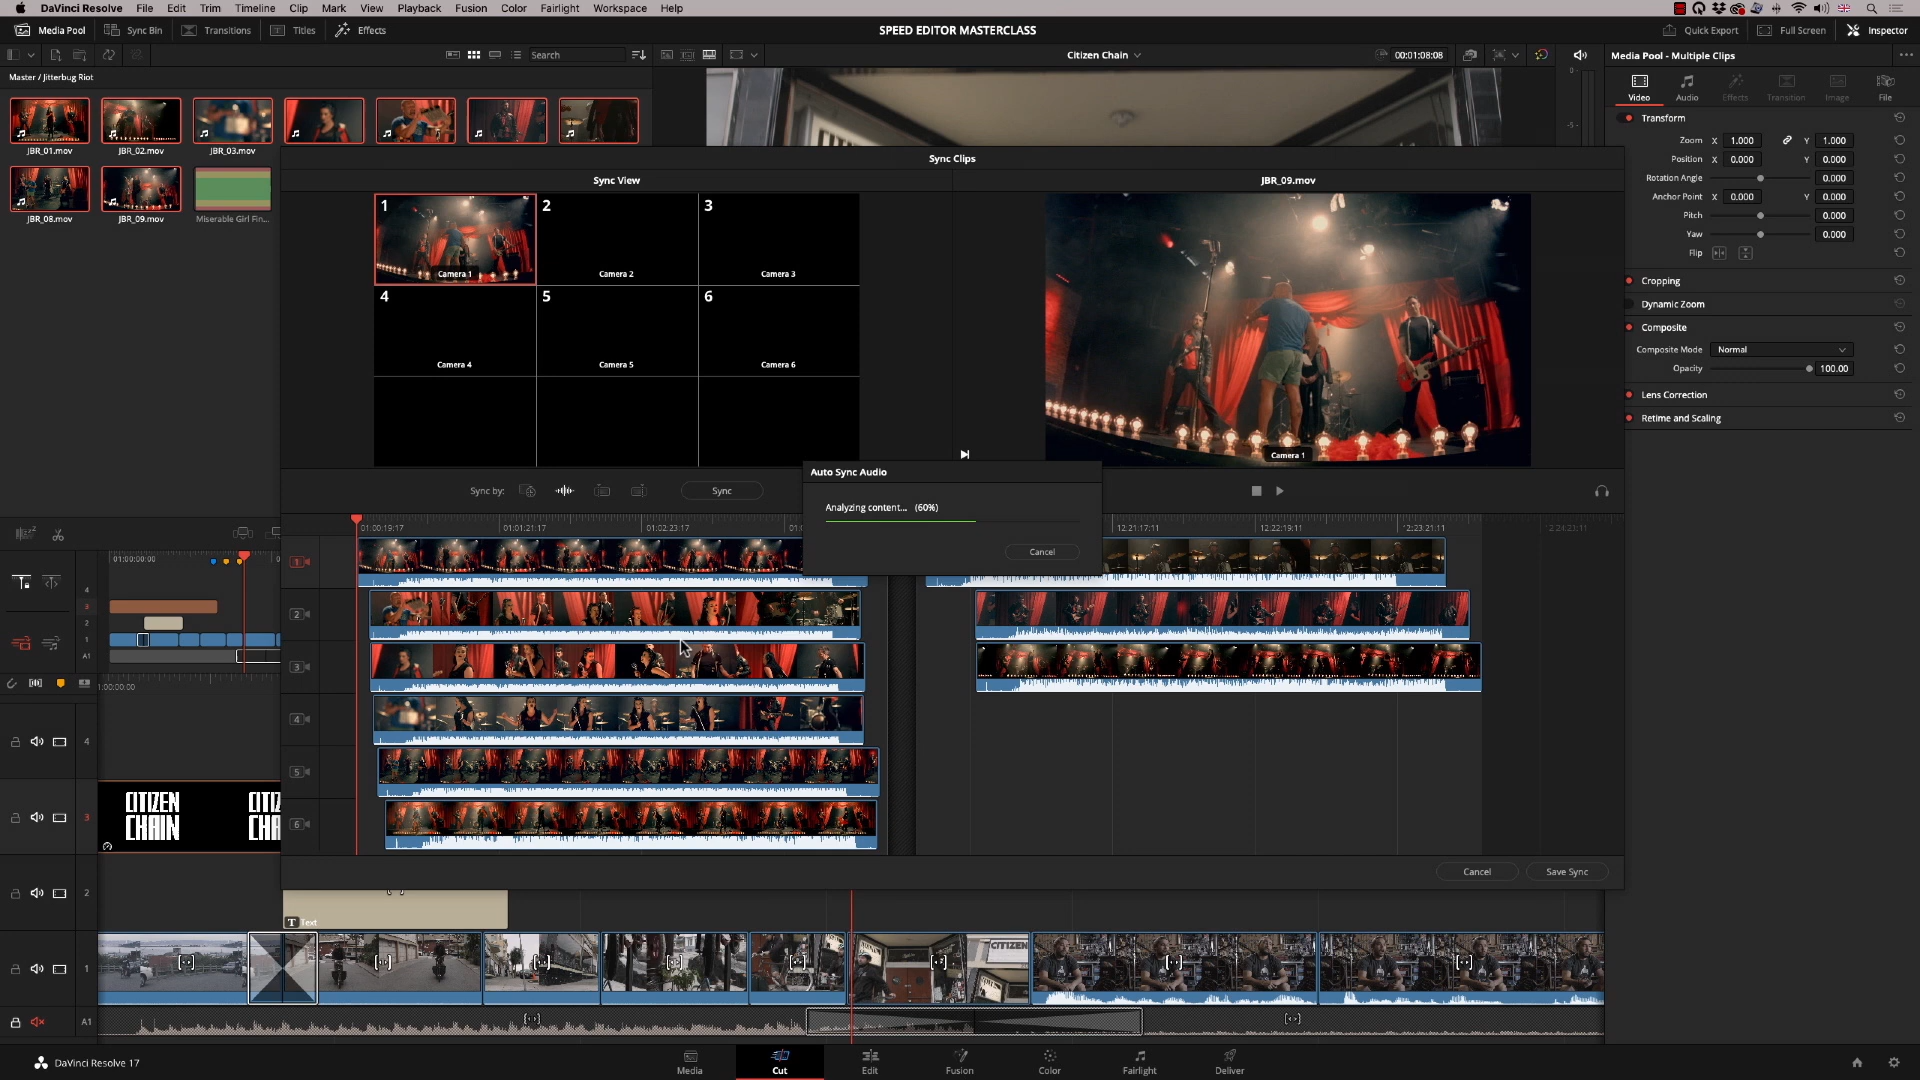 DaVinci Resolve File Edit Trim Timeline Clip Mark View Playback Fusion Color Fairlight Workspace Help
Media Pool Sync Bin Transitions Titles Effects SPEED EDITOR MASTERCLASS Quick Export Full Screen Inspector
Search Citizen Chain 00:01:08:08 Media Pool - Multiple Clips
Master / Jitterbug Riot
Video Audio Effects Transition Image File
JBR_01.mov JBR_02.mov JBR_03.mov
JBR_08.mov JBR_09.mov Miserable Girl Fin...
Transform
Zoom X 1.000 Y 1.000
Position X 0.000 Y 0.000
Rotation Angle 0.000
Anchor Point X 0.000 Y 0.000
Pitch 0.000
Yaw 0.000
Flip
Cropping
Dynamic Zoom
Composite
Composite Mode Normal
Opacity 100.00
Lens Correction
Retime and Scaling
Sync Clips
Sync View JBR_09.mov
1 2 3
Camera 1 Camera 2 Camera 3
4 5 6
Camera 4 Camera 5 Camera 6
Camera 1
Sync by: Sync
Auto Sync Audio
Analyzing content... (60%)
Cancel
01:00:19:17 01:01:21:17 01:02:23:17 12:21:17:11 12:22:19:11 12:23:21:11 12:24:23:11
1
2
3
4
5
6
Cancel Save Sync
01:00:00:00
4
3
2
1
A1
1:00:00:00
4
3 CITIZEN CHAIN
2
T Text
1 CITIZEN
A1
DaVinci Resolve 17 Media Cut Edit Fusion Color Fairlight Deliver